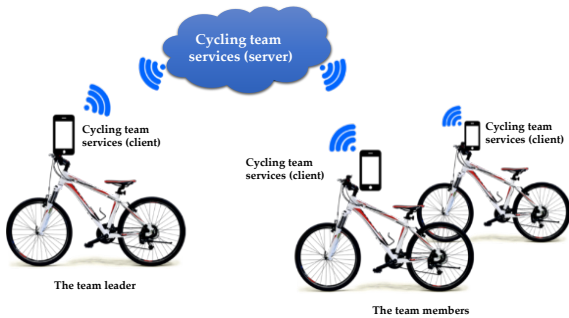 Cycling team
services (server)
Cycling team
services (client)
Cycling team
services (client)
Cycling team
services (client)
The team leader
The team members